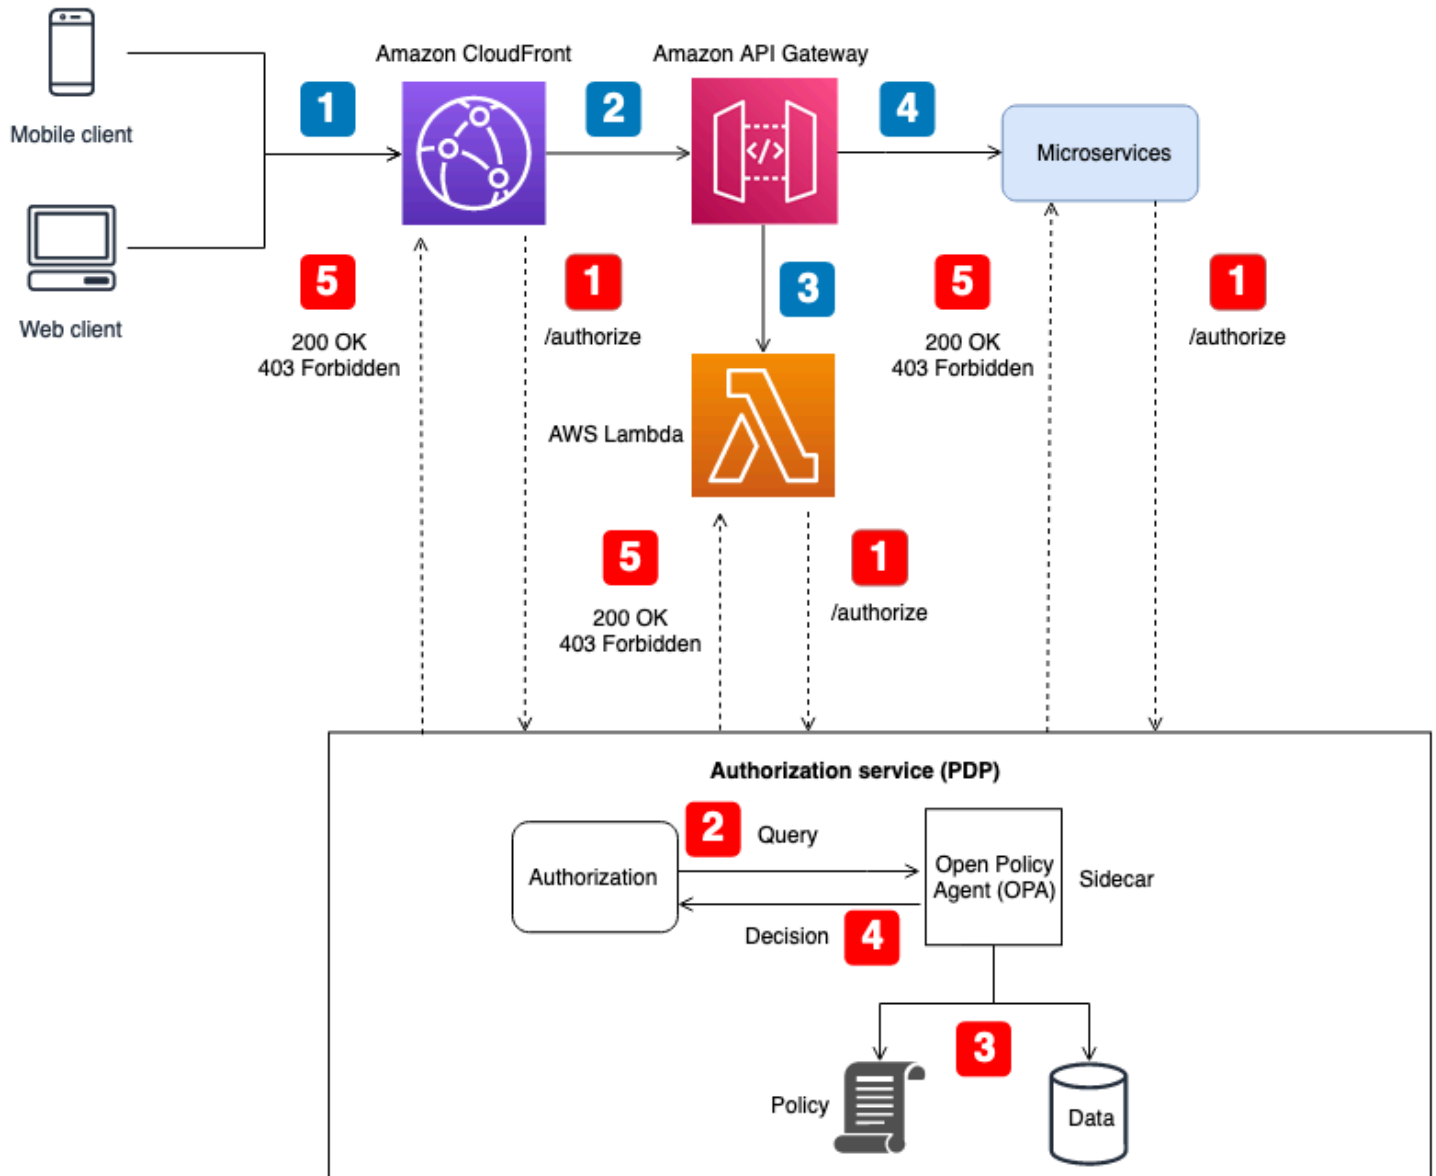 Amazon CloudFront
Amazon API Gateway
1
2
4
Mobile client
Microservices
5
1
3
5
1
Web client
200 OK
403 Forbidden
/authorize
200 OK
403 Forbidden
/authorize
AWS Lambda
</>
5
1
200 OK
403 Forbidden
/authorize
Authorization service (PDP)
2
Query
Authorization
Open Policy
Agent (OPA)
Sidecar
Decision
4
3
Policy
Data